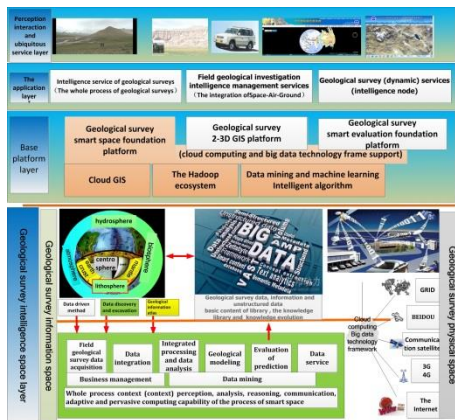 Perception
interaction
and
ubiquitous
service layer
The
application
layer
Intelligence service of geological surveys
(The whole process of geological surveys)
Field geological investigation
intelligence management services
(The integration ofSpace-Air-Ground)
Geological survey (dynamic) services
(intelligence node)
Base
platform
layer
Geological survey
smart space foundation
platform
Geological survey
2-3D GIS platform
Geological survey
smart evaluation foundation
platform
(cloud computing and big data technology frame support)
Cloud GIS
The Hadoop
ecosystem
Data mining and machine learning
Intelligent algorithm
Geological survey intelligence space layer
Geological survey information space
hydrosphere
biosphere
centro
sphere
lithosphere
BIG
DATA
Geological survey data, information and
unstructured data
basic content of library , the knowledge
library and knowledge evolution
Data driven
method
Data discovery
and excavation
Geological
information
Field
geological
survey data
acquisition
Data
integration
Integrated
processing
and data
analysis
Geological
modeling
Evaluation
of
prediction
Data
service
Business management
Data mining
Whole process context (context) perception, analysis, reasoning, communication,
adaptive and pervasive computing capability of the process of smart space
Cloud
computing
Big data
technology
framework
GRID
BEIDOU
Communication
satellite
3G
4G
The
Internet
Geological survey physical space